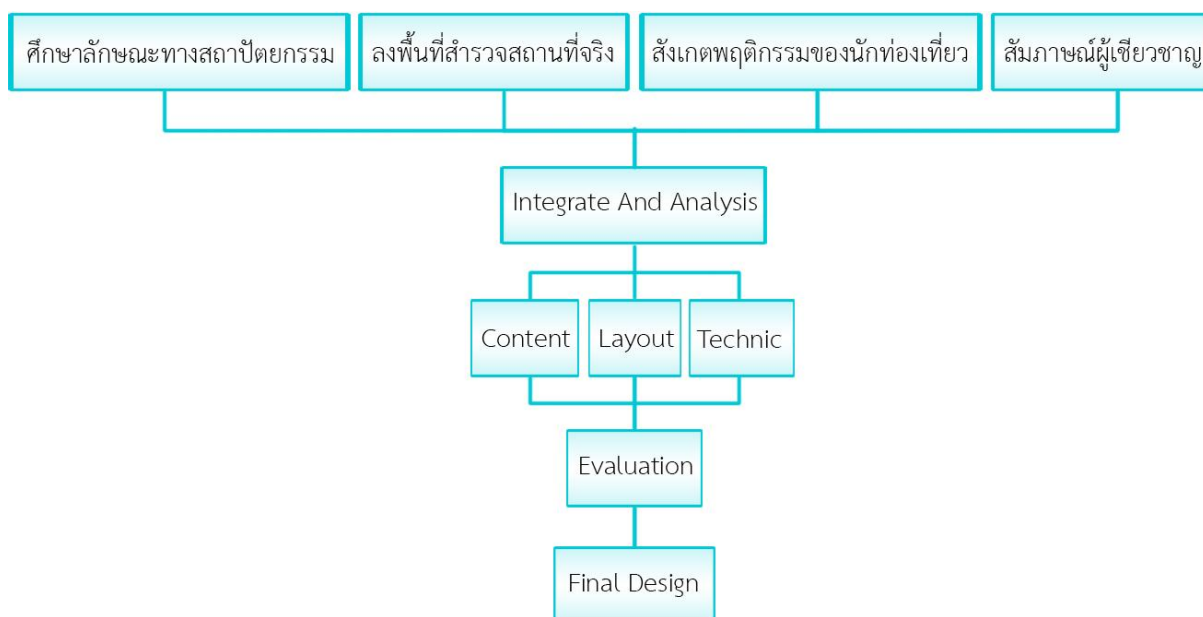 ศึกษาลักษณะทางสถาปัตยกรรม
ลงพื้นที่สำรวจสถานที่จริง
สังเกตพฤติกรรมของนักท่องเที่ยว
สัมภาษณ์ผู้เชียวชาญ
Integrate And Analysis
Content
Layout
Technic
Evaluation
Final Design